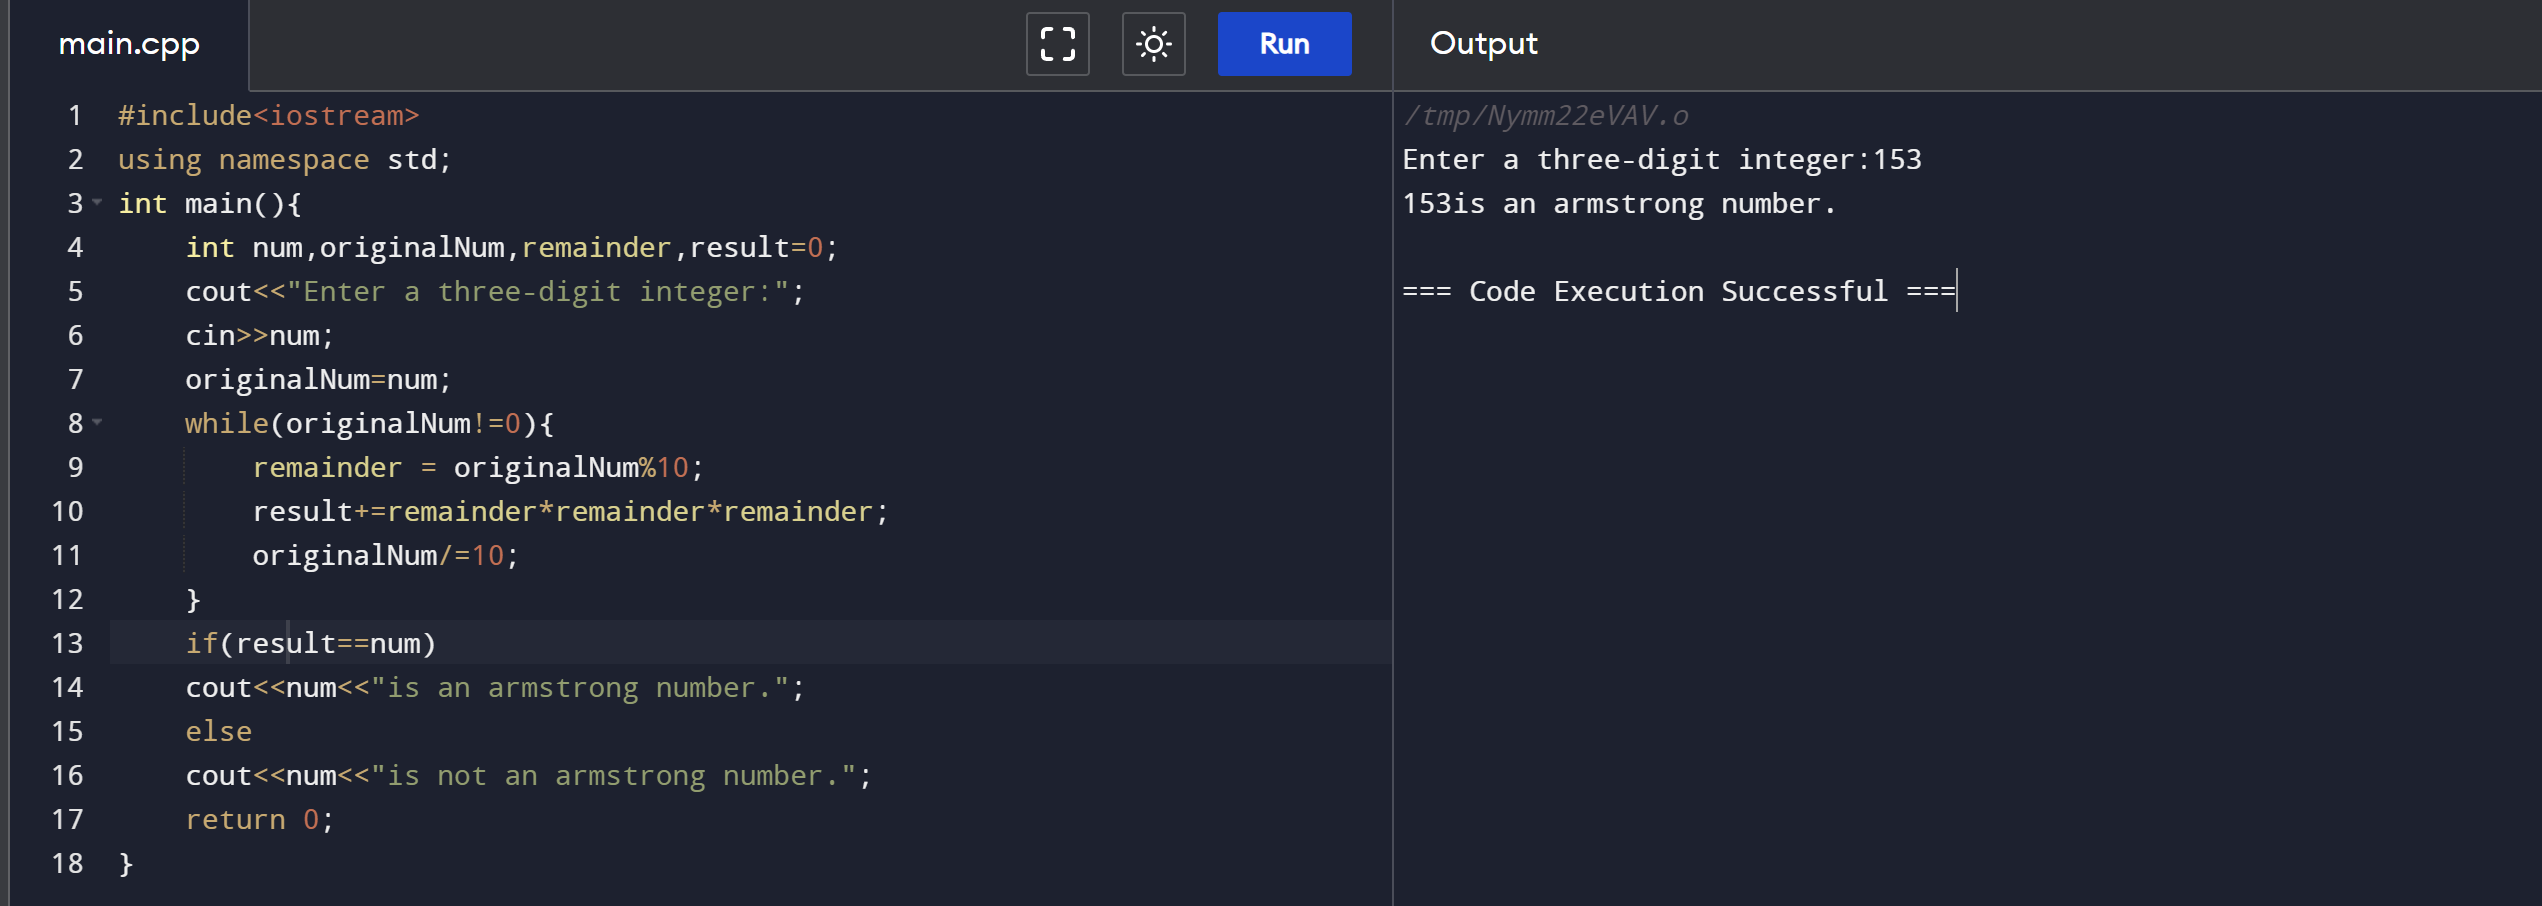 main.cpp
Run
Output
1 #include<iostream>
2 using namespace std;
3 int main(){
4     int num,originalNum,remainder,result=0;
5     cout<<"Enter a three-digit integer:";
6     cin>>num;
7     originalNum=num;
8     while(originalNum!=0){
9         remainder = originalNum%10;
10         result+=remainder*remainder*remainder;
11         originalNum/=10;
12     }
13     if(result==num)
14     cout<<num<<"is an armstrong number.";
15     else
16     cout<<num<<"is not an armstrong number.";
17     return 0;
18 }
/tmp/Nymm22eVAV.o
Enter a three-digit integer:153
153is an armstrong number.
=== Code Execution Successful ===